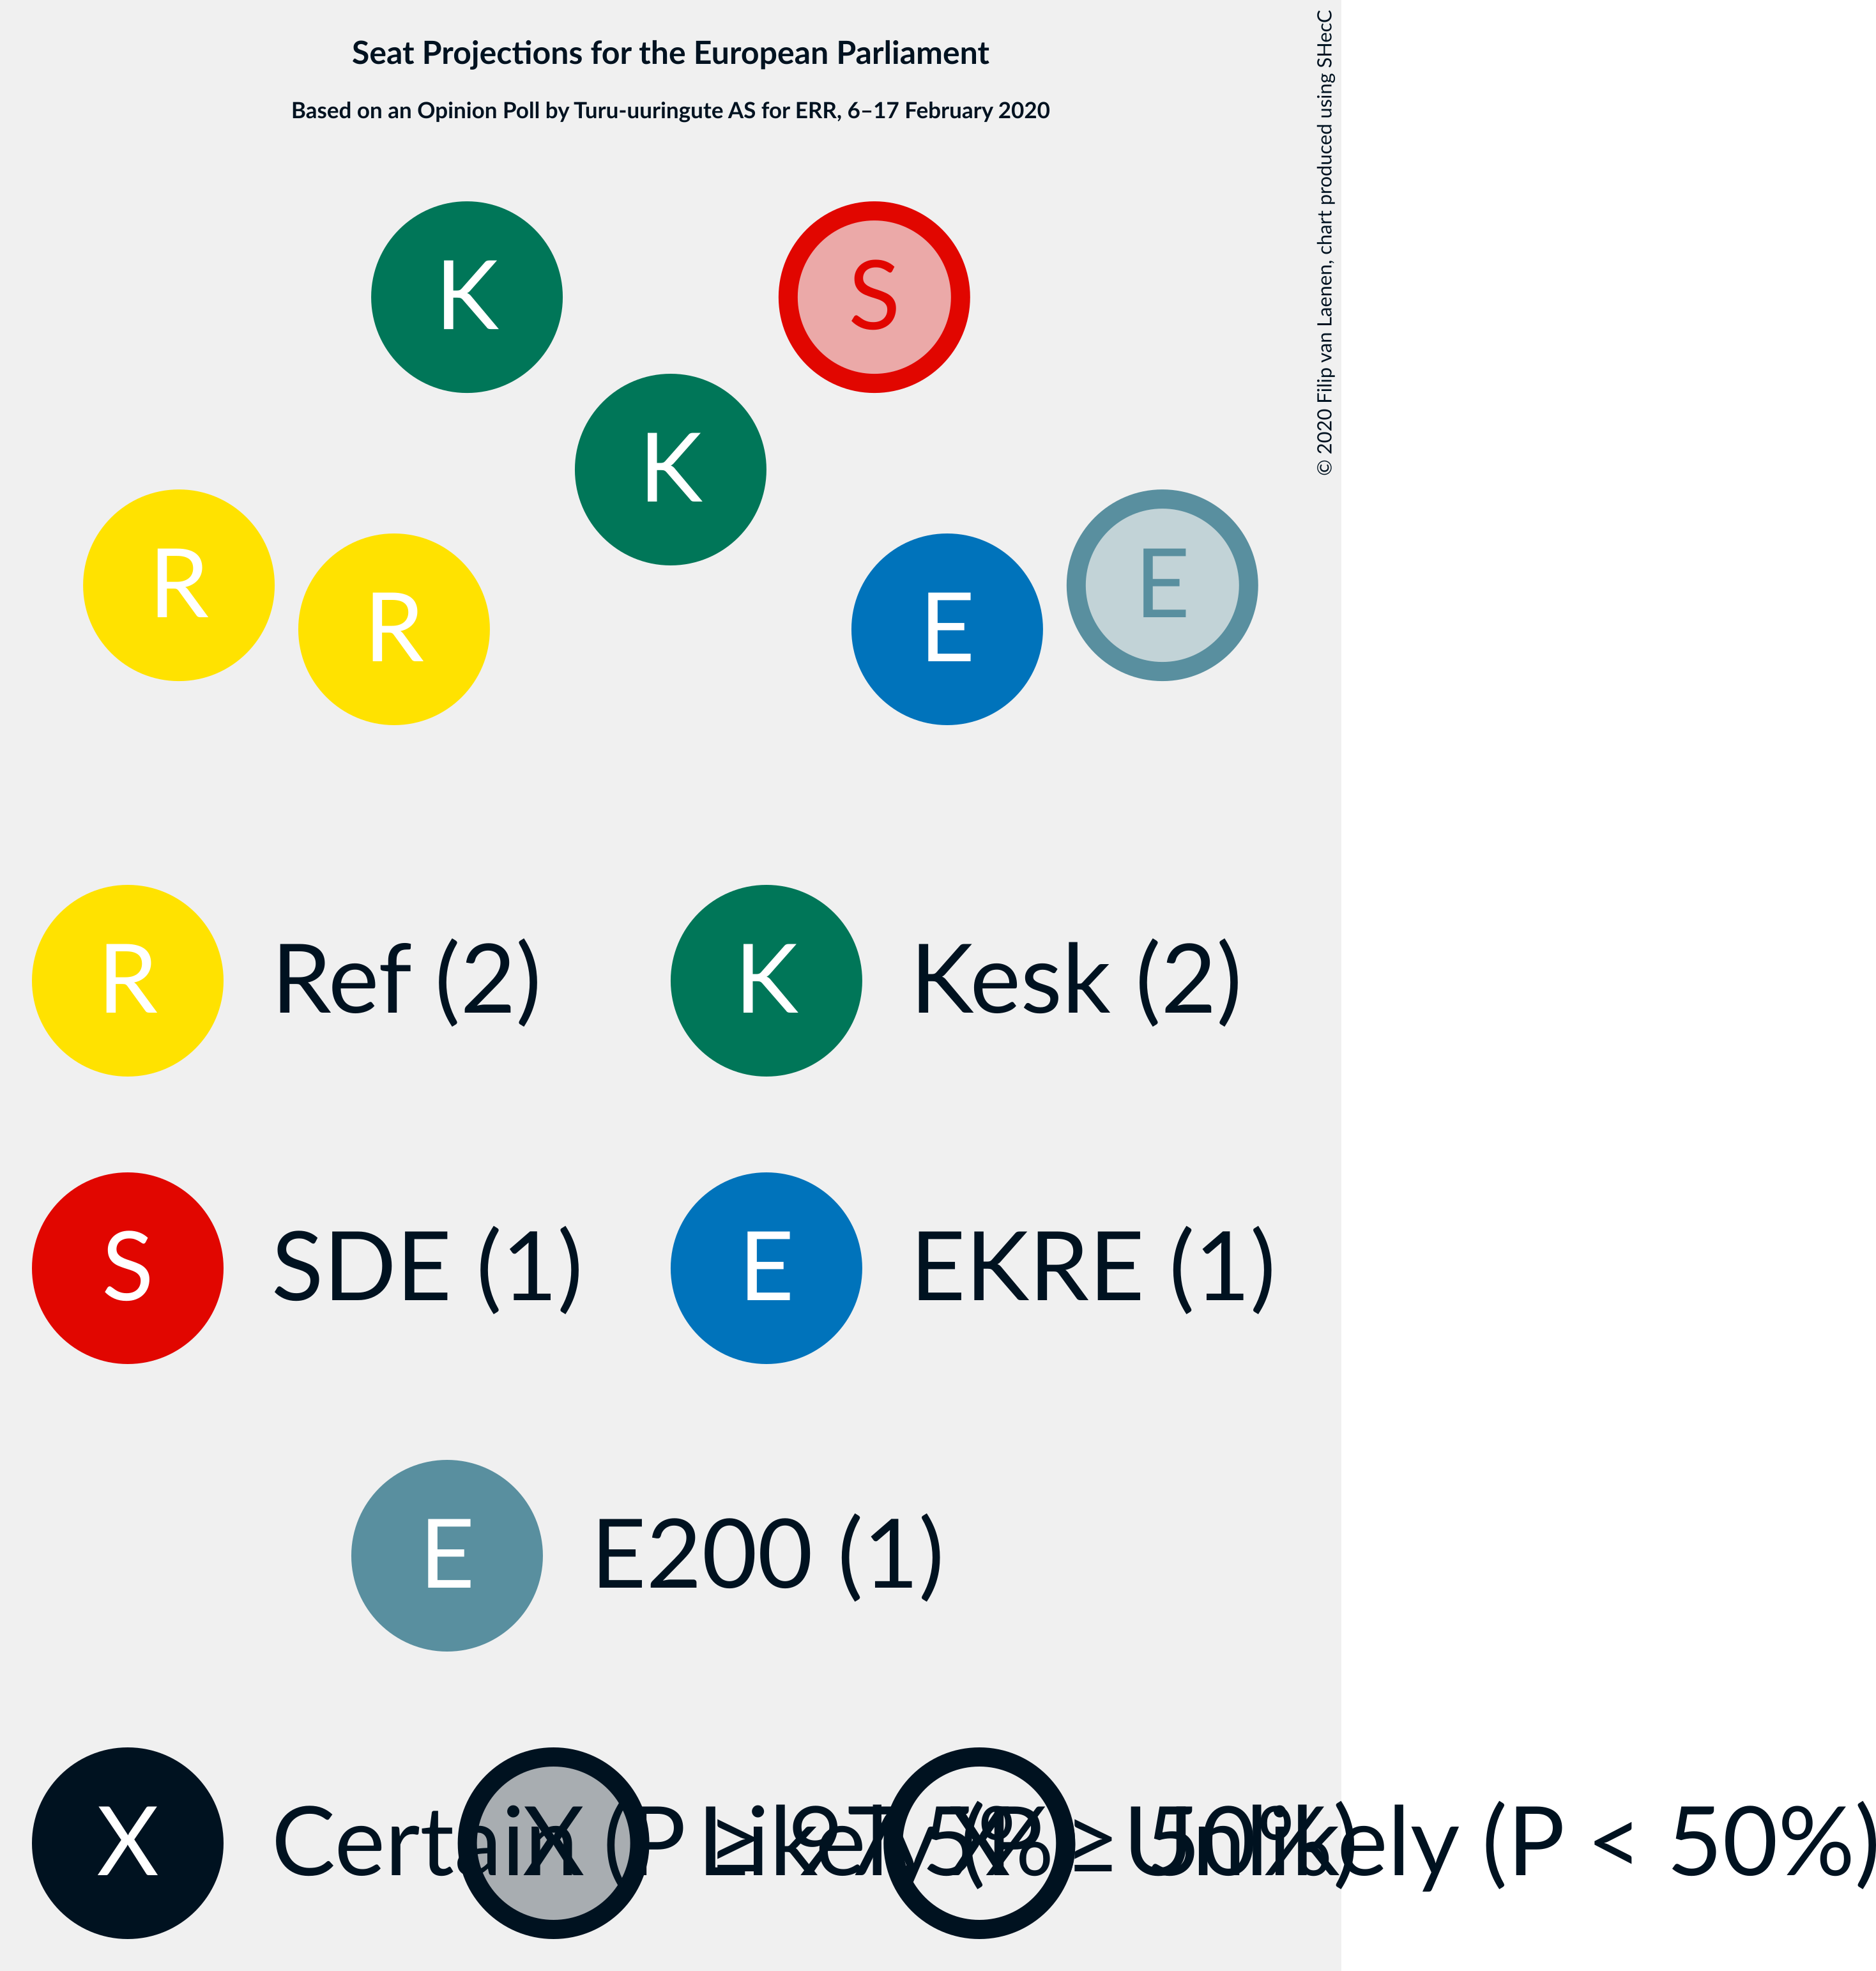 Seat Projections for the European Parliament
Based on an Opinion Poll by Turu-uuringute AS for ERR, 6–17 February 2020
© 2020 Filip van Laenen, chart produced using SHecC
K
S
K
R
E
R
E
R Ref (2) K Kesk (2)
S SDE (1) E EKRE (1)
E E200 (1)
X Certain (P ≥ 97.5%) X Likely (P ≥ 50%) X Unlikely (P < 50%)